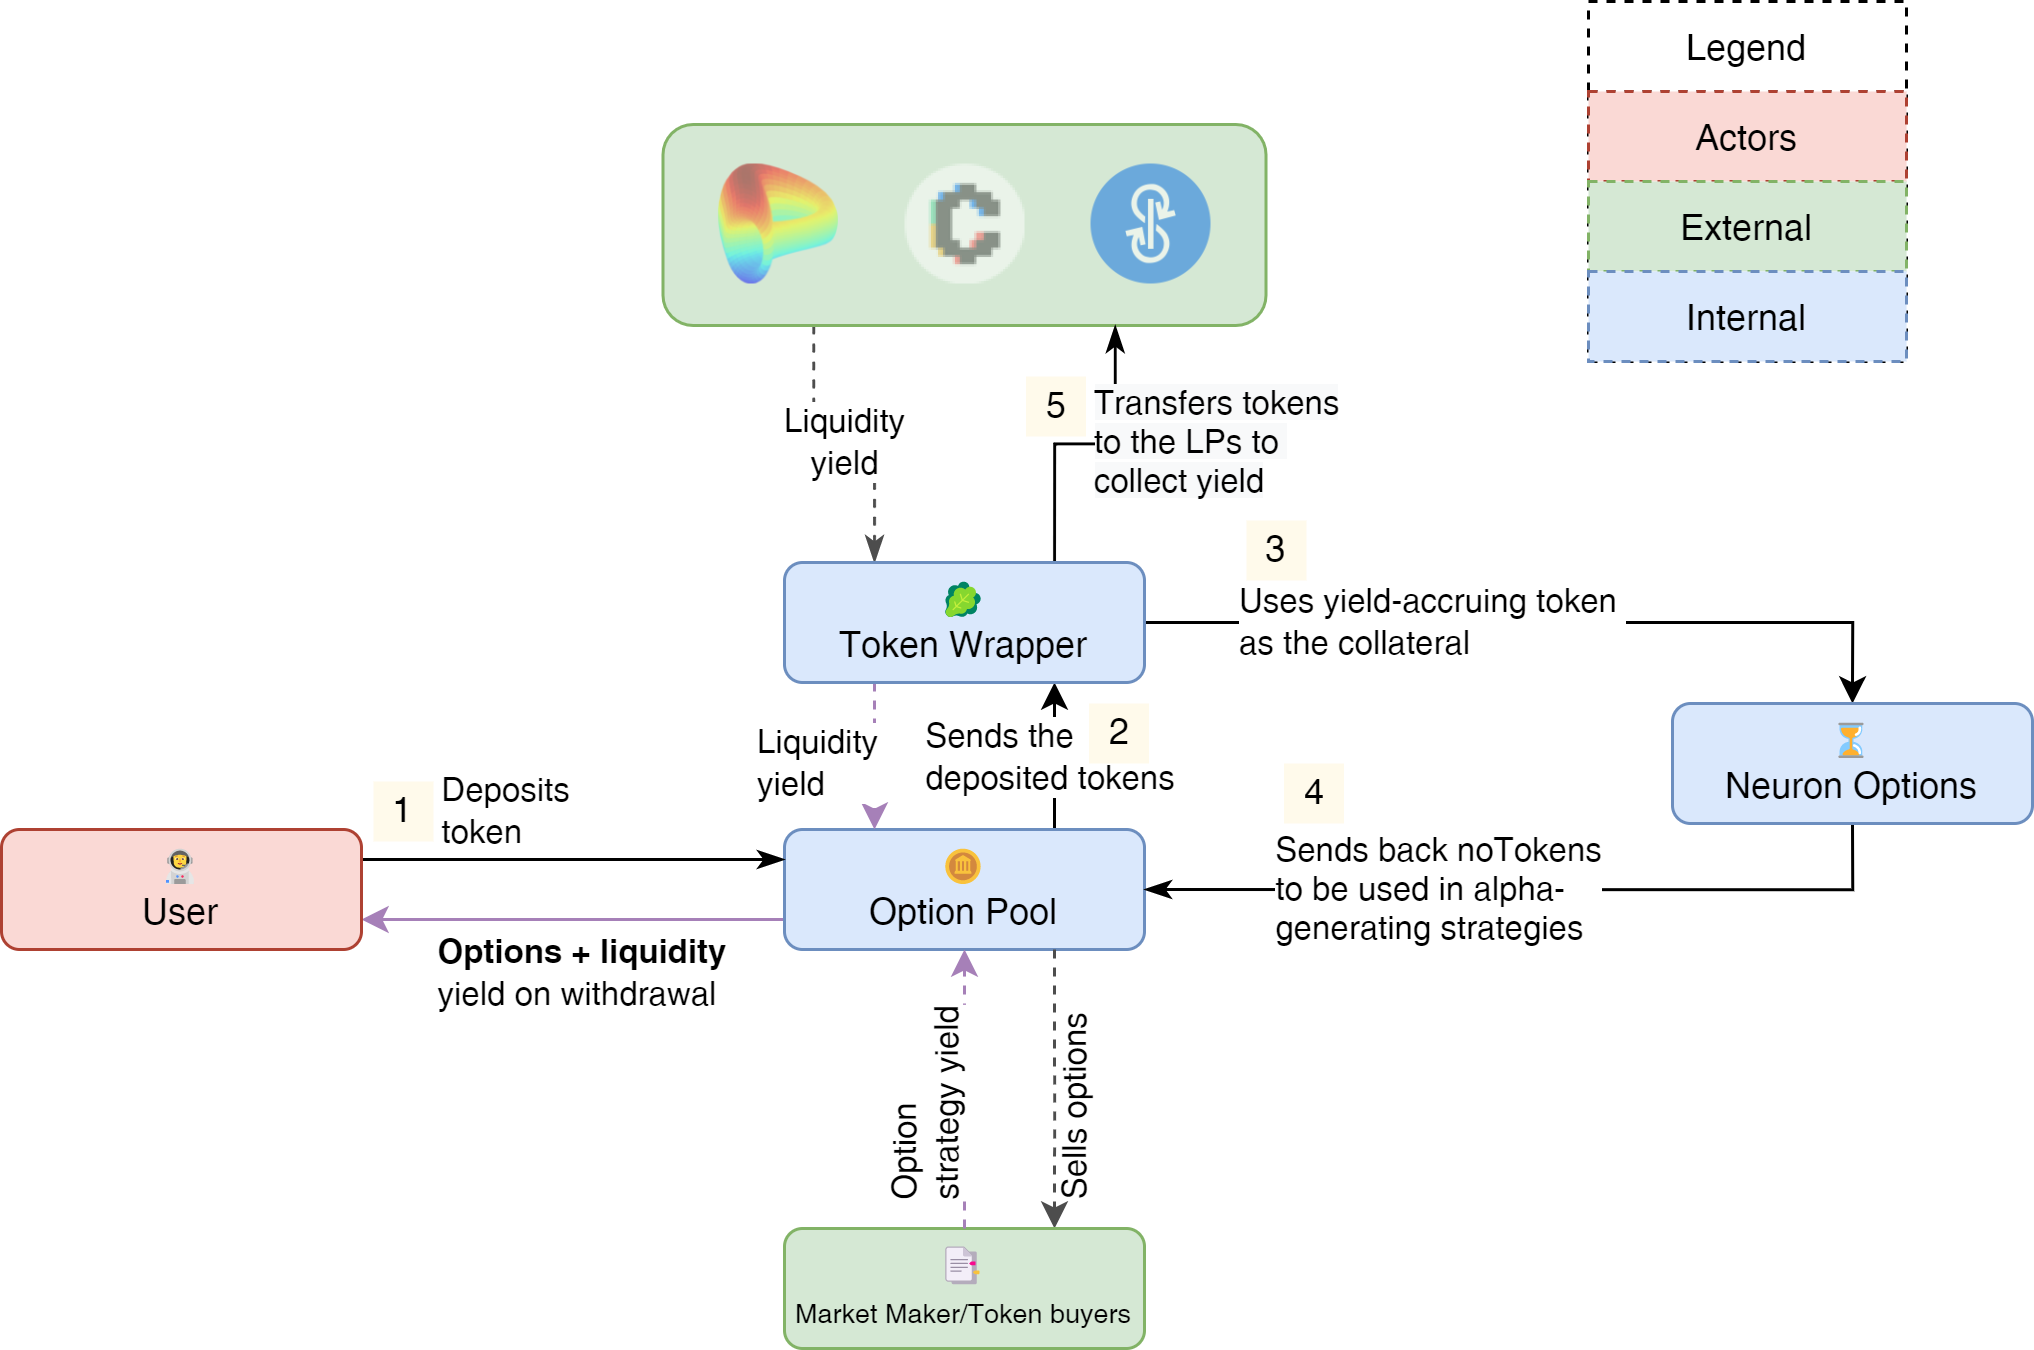 Legend
Actors
External
Internal
5
Transfers tokens
to the LPs to
collect yield
Liquidity
yield
3
Uses yield-accruing token
as the collateral
Token Wrapper
Liquidity
yield
Sends the
deposited tokens
2
Neuron Options
1
Deposits
token
4
Sends back noTokens
to be used in alpha-
generating strategies
User
Option Pool
Options + liquidity
yield on withdrawal
Option
strategy yield
Sells options
Market Maker/Token buyers